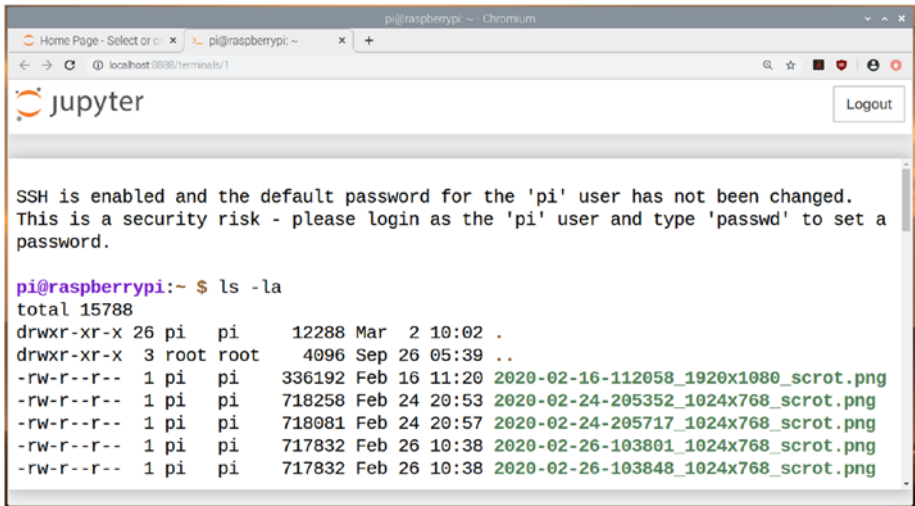 pi@raspberrypi: ~ - Chromium
Home Page - Select or cr
pi@raspberrypi: ~
localhost:8888/terminals/1
jupyter
Logout
SSH is enabled and the default password for the 'pi' user has not been changed.
This is a security risk - please login as the 'pi' user and type 'passwd' to set a
password.
pi@raspberrypi:~ $ ls -la
total 15788
drwxr-xr-x 26 pi   pi     12288 Mar  2 10:02 .
drwxr-xr-x  3 root root    4096 Sep 26 05:39 ..
-rw-r--r--  1 pi   pi    336192 Feb 16 11:20 2020-02-16-112058_1920x1080_scrot.png
-rw-r--r--  1 pi   pi    718258 Feb 24 20:53 2020-02-24-205352_1024x768_scrot.png
-rw-r--r--  1 pi   pi    718081 Feb 24 20:57 2020-02-24-205717_1024x768_scrot.png
-rw-r--r--  1 pi   pi    717832 Feb 26 10:38 2020-02-26-103801_1024x768_scrot.png
-rw-r--r--  1 pi   pi    717832 Feb 26 10:38 2020-02-26-103848_1024x768_scrot.png